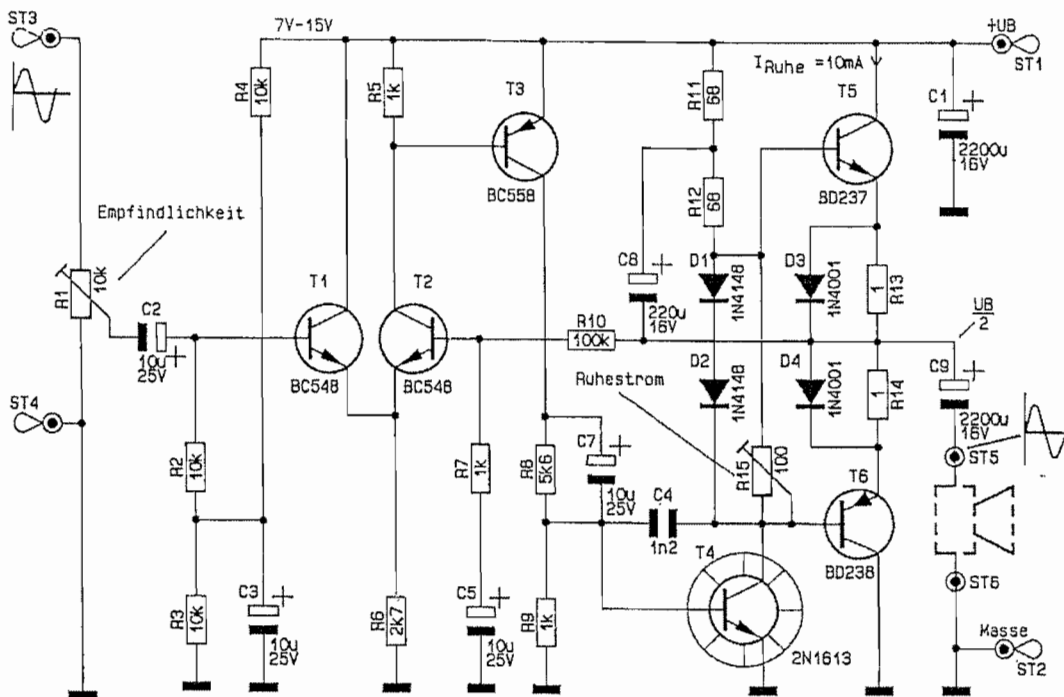 ST3
7V-15V
+UB
ST1
I Ruhe =10mA
R4
10k
R5
1k
T3
BC558
R11
68
T5
BD237
C1
+
2200u
16V
R12
68
Empfindlichkeit
R1
10k
C2
10u
25V
+
T1
BC548
T2
BC548
C8
+
220u
16V
D1
1N4148
D3
1N4001
R13
1
UB
2
R10
100k
D2
1N4148
D4
1N4001
R14
1
C9
+
2200u
16V
Ruhestrom
ST4
ST5
R2
10k
R7
1k
R8
5k6
C7
+
10u
25V
C4
1n2
R15
100
T6
BD238
T4
2N1613
ST6
R3
10k
C3
+
10u
25V
R6
2k7
C5
+
10u
25V
R9
1k
Masse
ST2